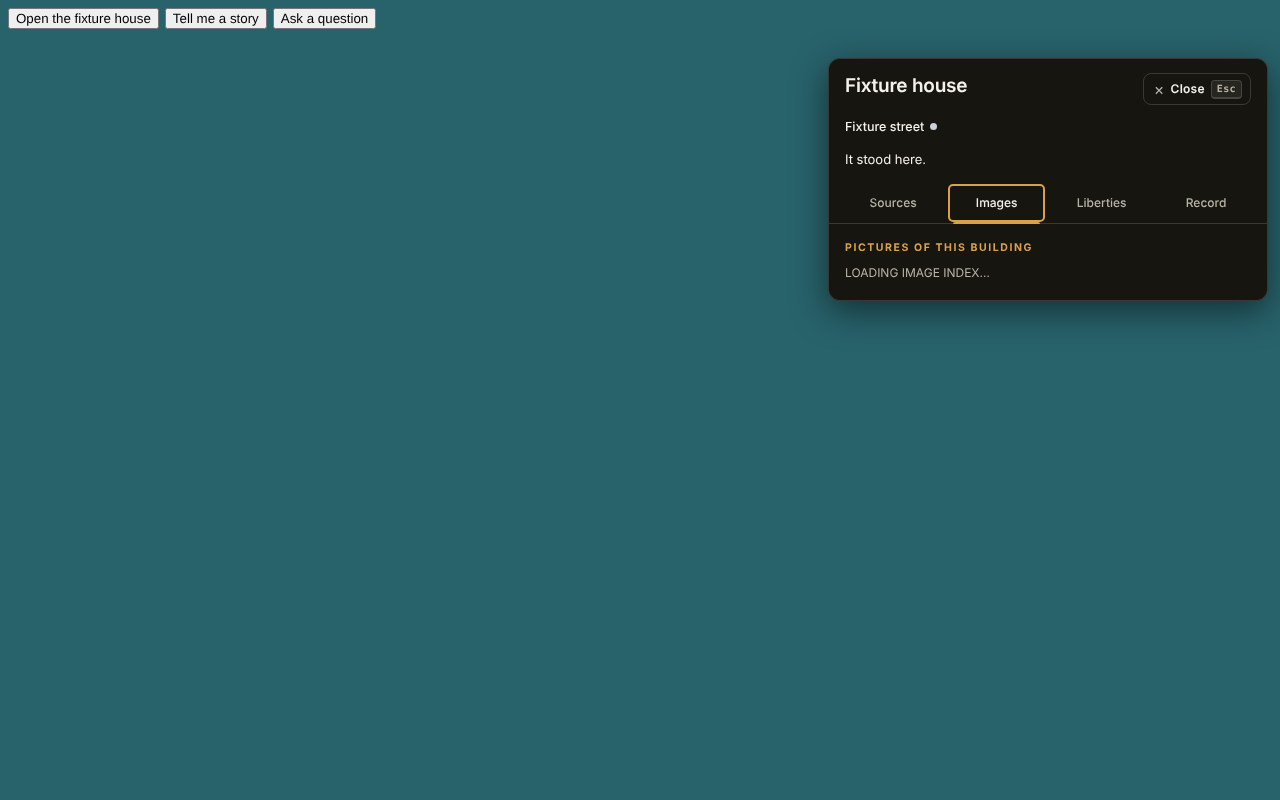 Open the fixture house Tell me a story Ask a question
Fixture house
× Close Esc
Fixture street
It stood here.
Sources Images Liberties Record
PICTURES OF THIS BUILDING
LOADING IMAGE INDEX...